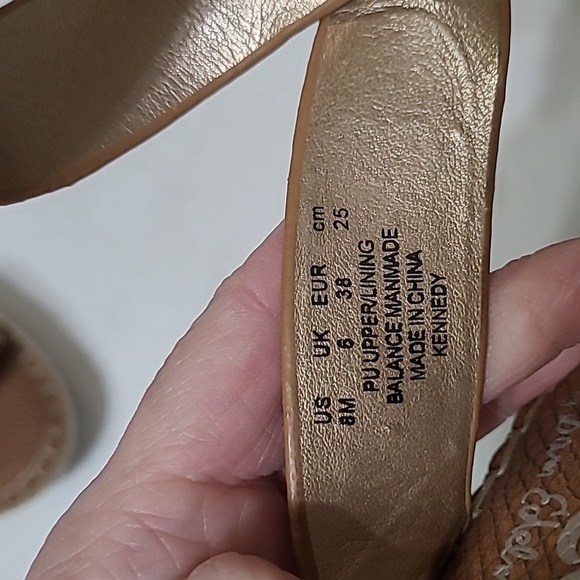 US UK EUR cm
8M 6 38 25
PU UPPER/LINING
BALANCE MANMADE
MADE IN CHINA
KENNEDY